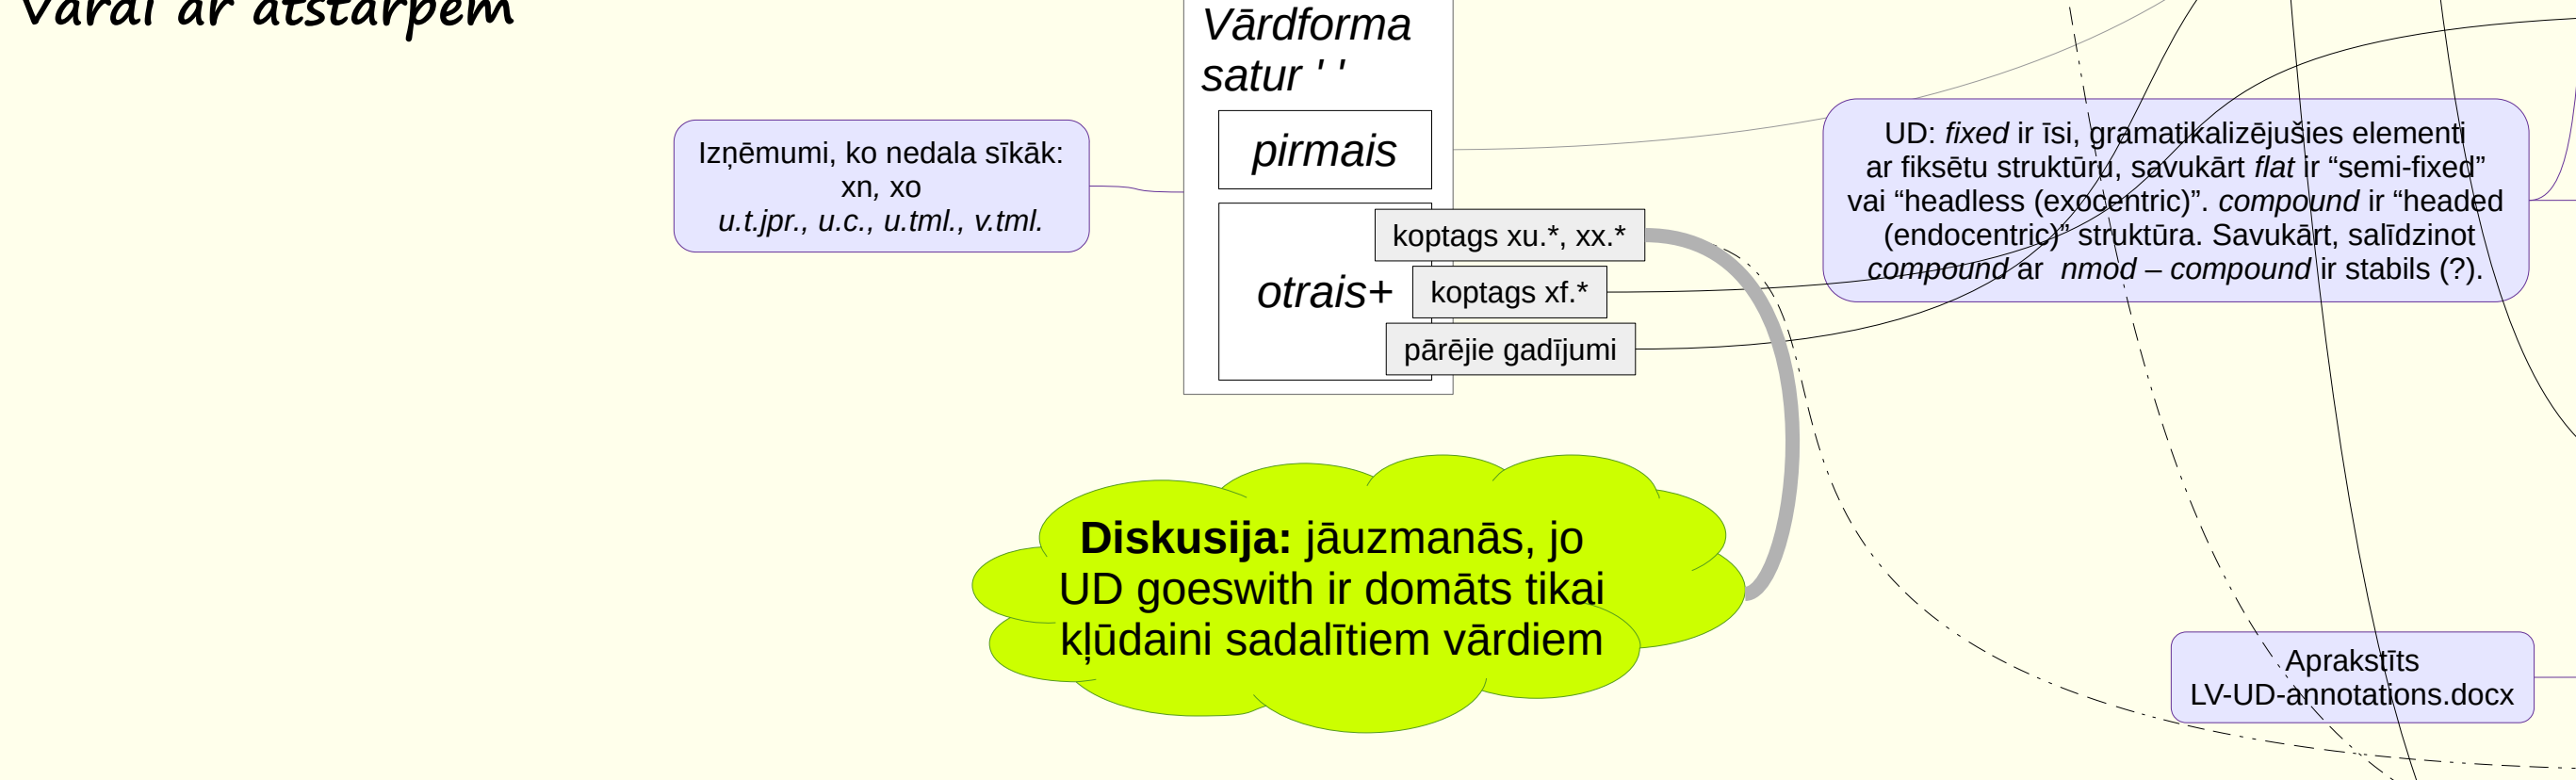 Vārdi ar atstarpēm
Vārdforma
satur ' '
pirmais
otrais+
koptags xu.*, xx.*
koptags xf.*
pārējie gadījumi
Izņēmumi, ko nedala sīkāk:
xn, xo
u.t.jpr., u.c., u.tml., v.tml.
UD: fixed ir īsi, gramatikalizējušies elementi
ar fiksētu struktūru, savukārt flat ir “semi-fixed”
vai “headless (exocentric)”. compound ir “headed
(endocentric)” struktūra. Savukārt, salīdzinot
compound ar nmod – compound ir stabils (?).
Diskusija: jāuzmanās, jo
UD goeswith ir domāts tikai
kļūdaini sadalītiem vārdiem
Aprakstīts
LV-UD-annotations.docx